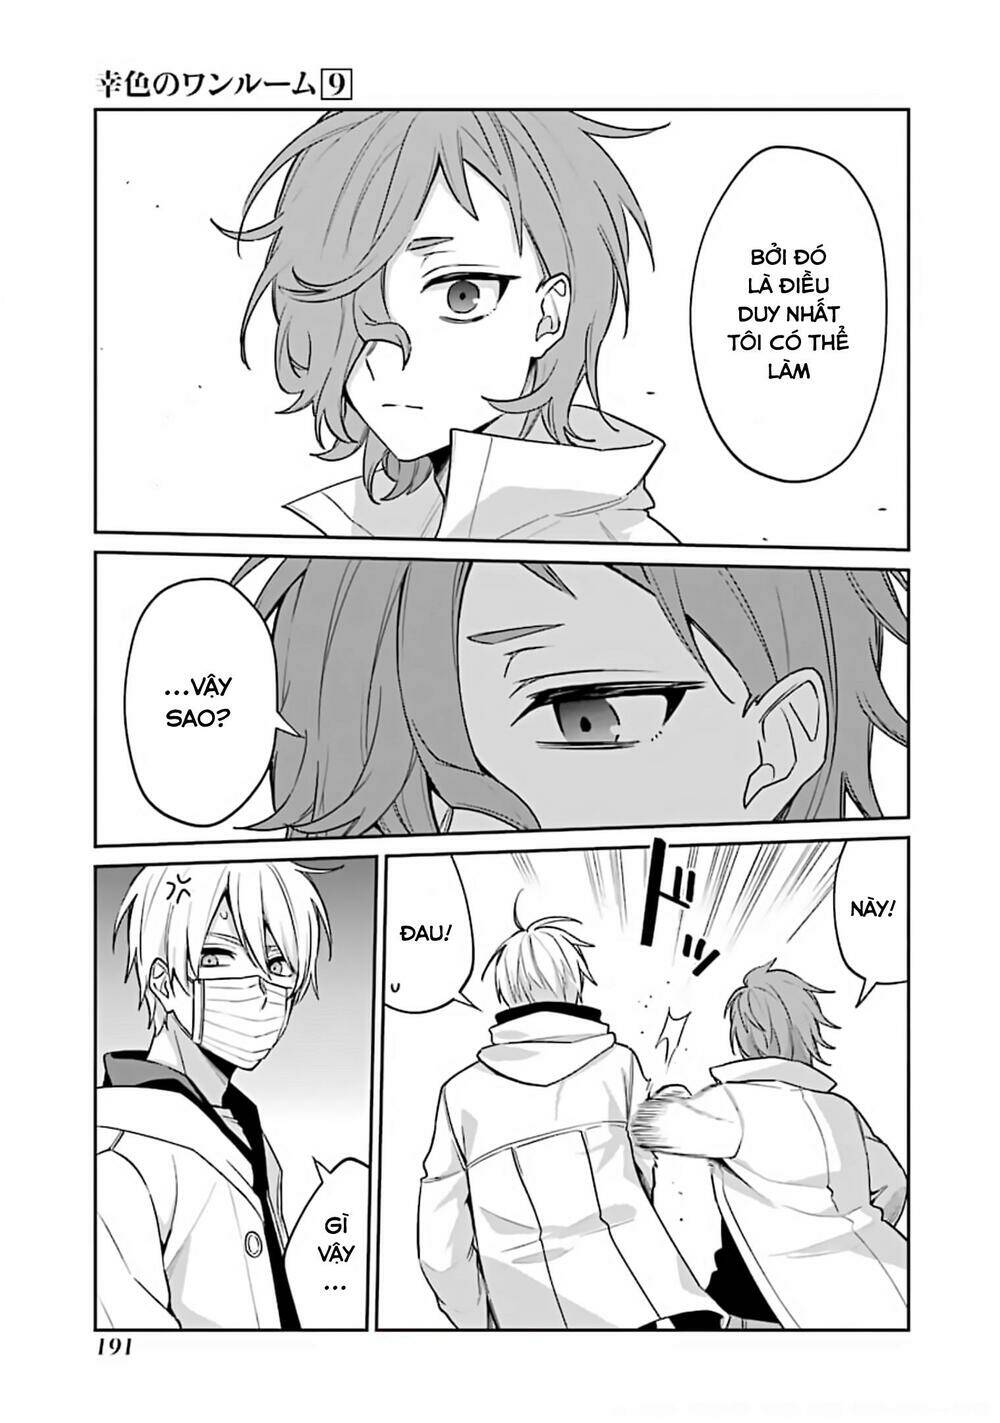 幸色のワンルーム 9
BỞI ĐÓ
LÀ ĐIỀU
DUY NHẤT
TÔI CÓ THỂ
LÀM
...VẬY
SAO?
NÀY!
ドドッ
ĐAU!
GÌ
VẬY
...
191